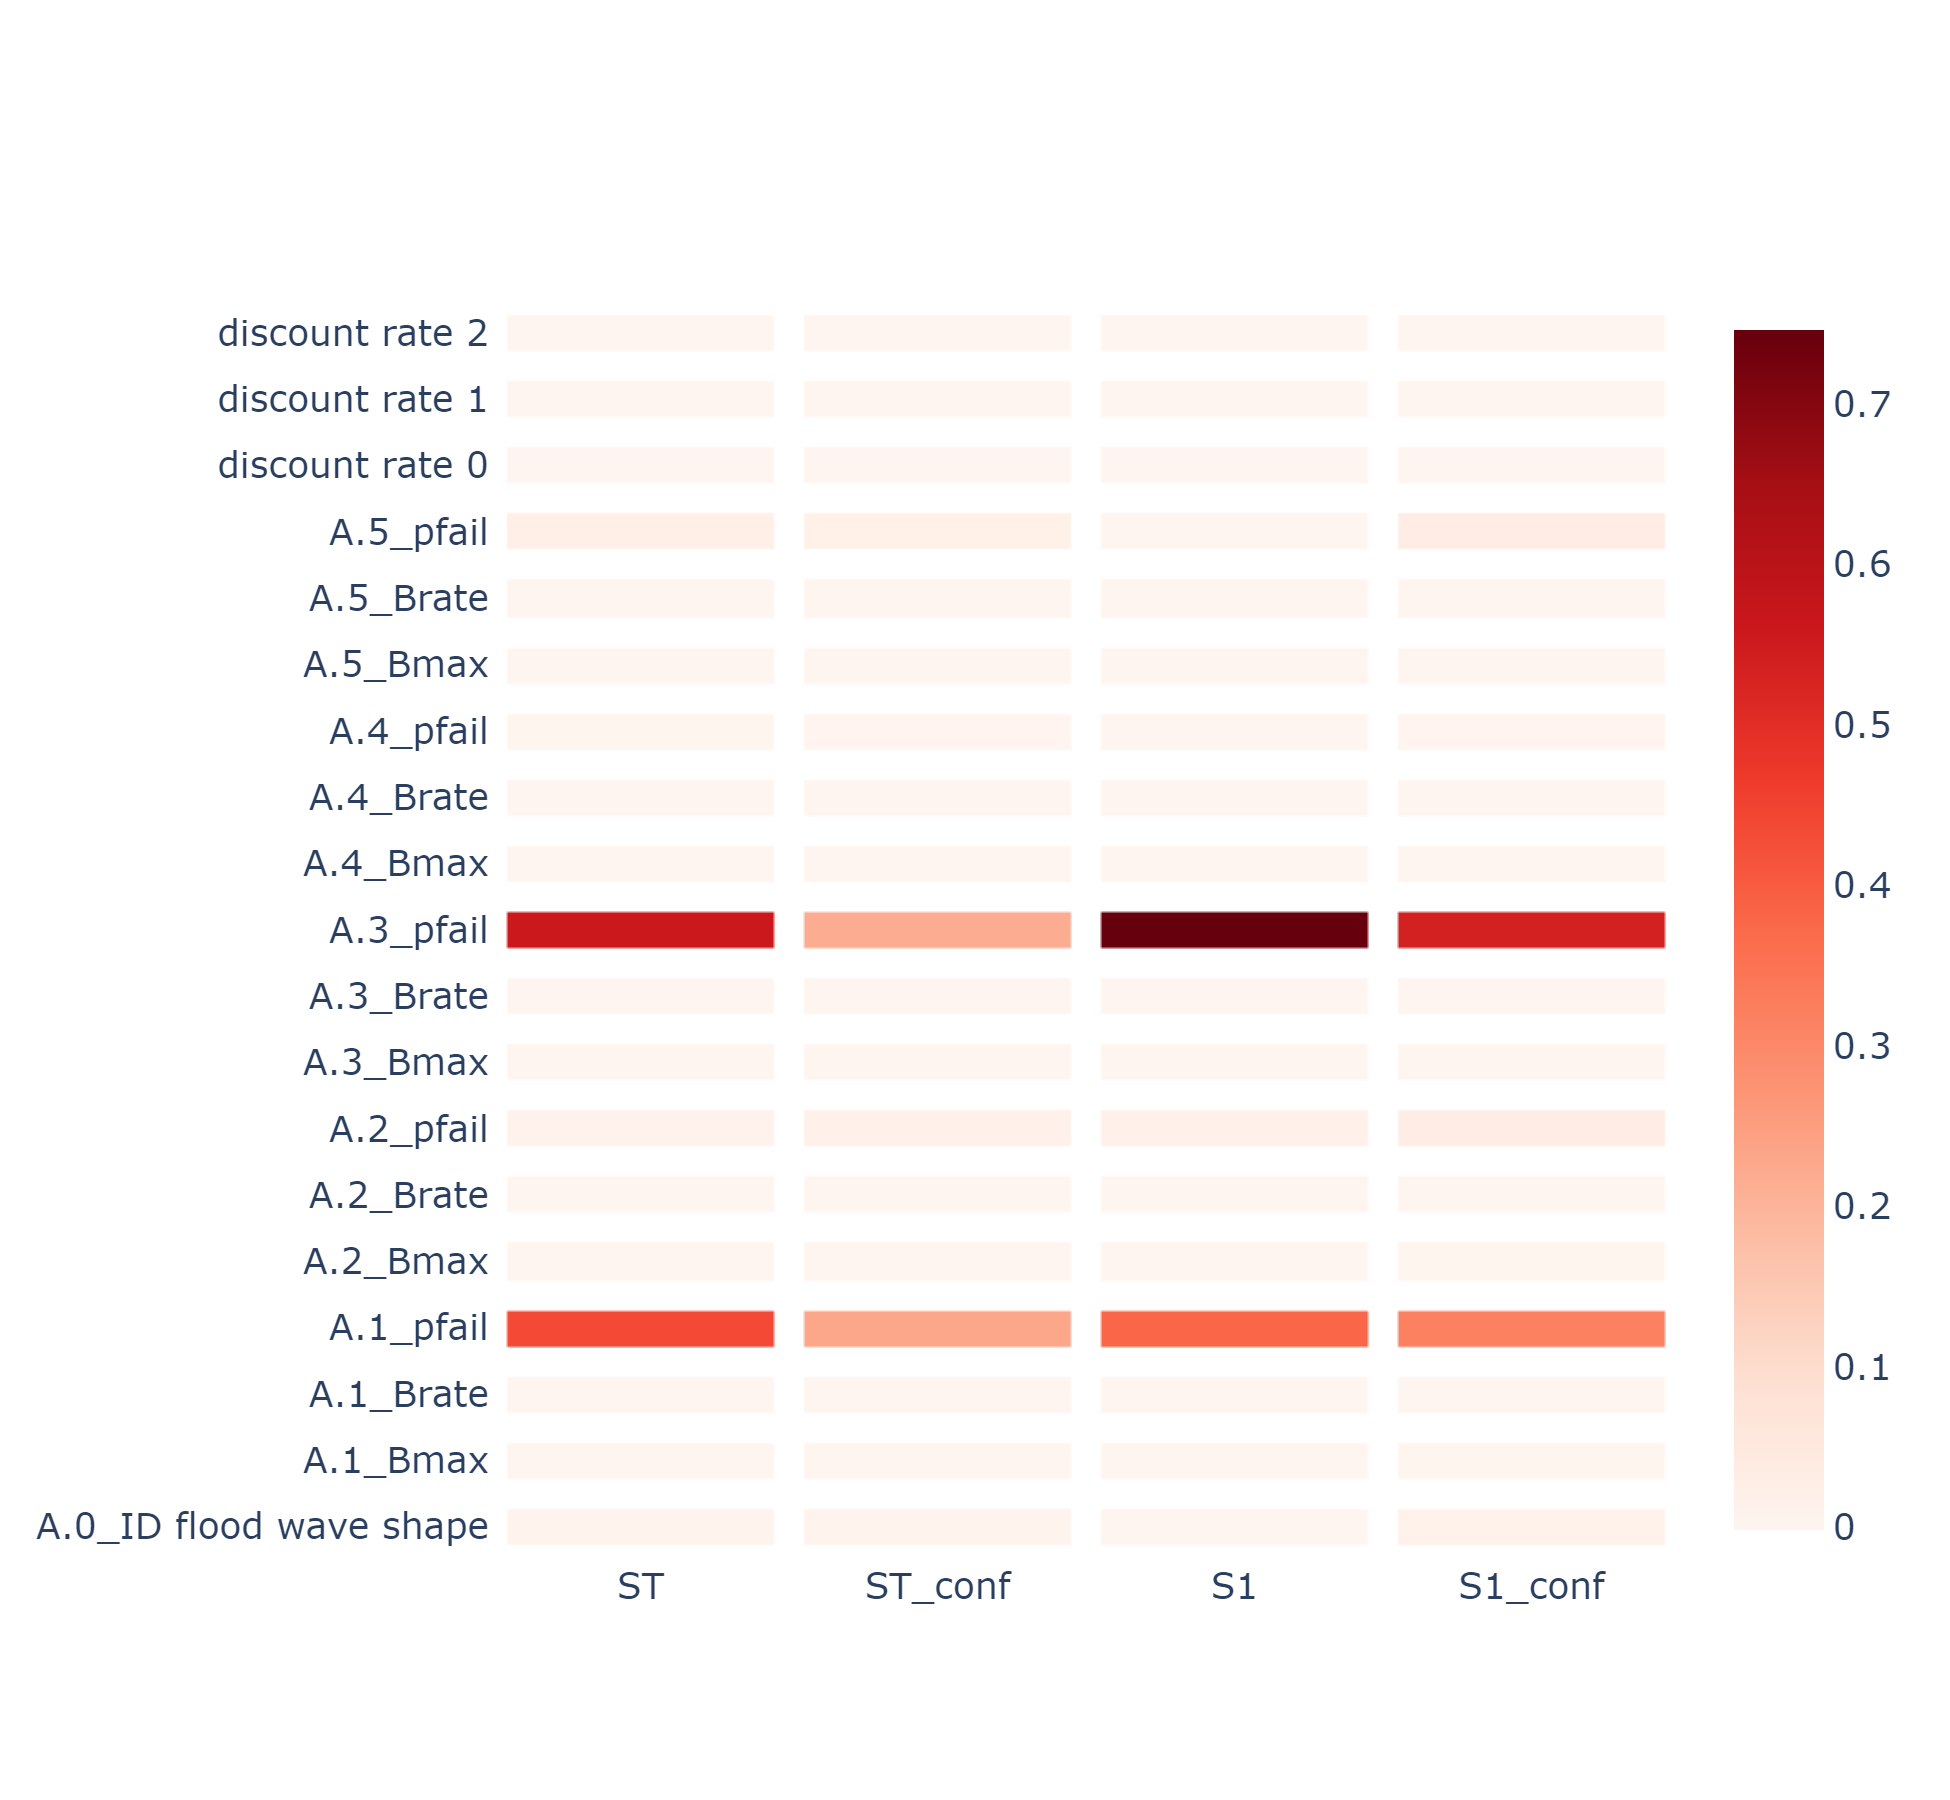 discount rate 2
discount rate 1
discount rate 0
A.5_pfail
A.5_Brate
A.5_Bmax
A.4_pfail
A.4_Brate
A.4_Bmax
A.3_pfail
A.3_Brate
A.3_Bmax
A.2_pfail
A.2_Brate
A.2_Bmax
A.1_pfail
A.1_Brate
A.1_Bmax
A.0_ID flood wave shape
ST ST_conf S1 S1_conf
0.7
0.6
0.5
0.4
0.3
0.2
0.1
0